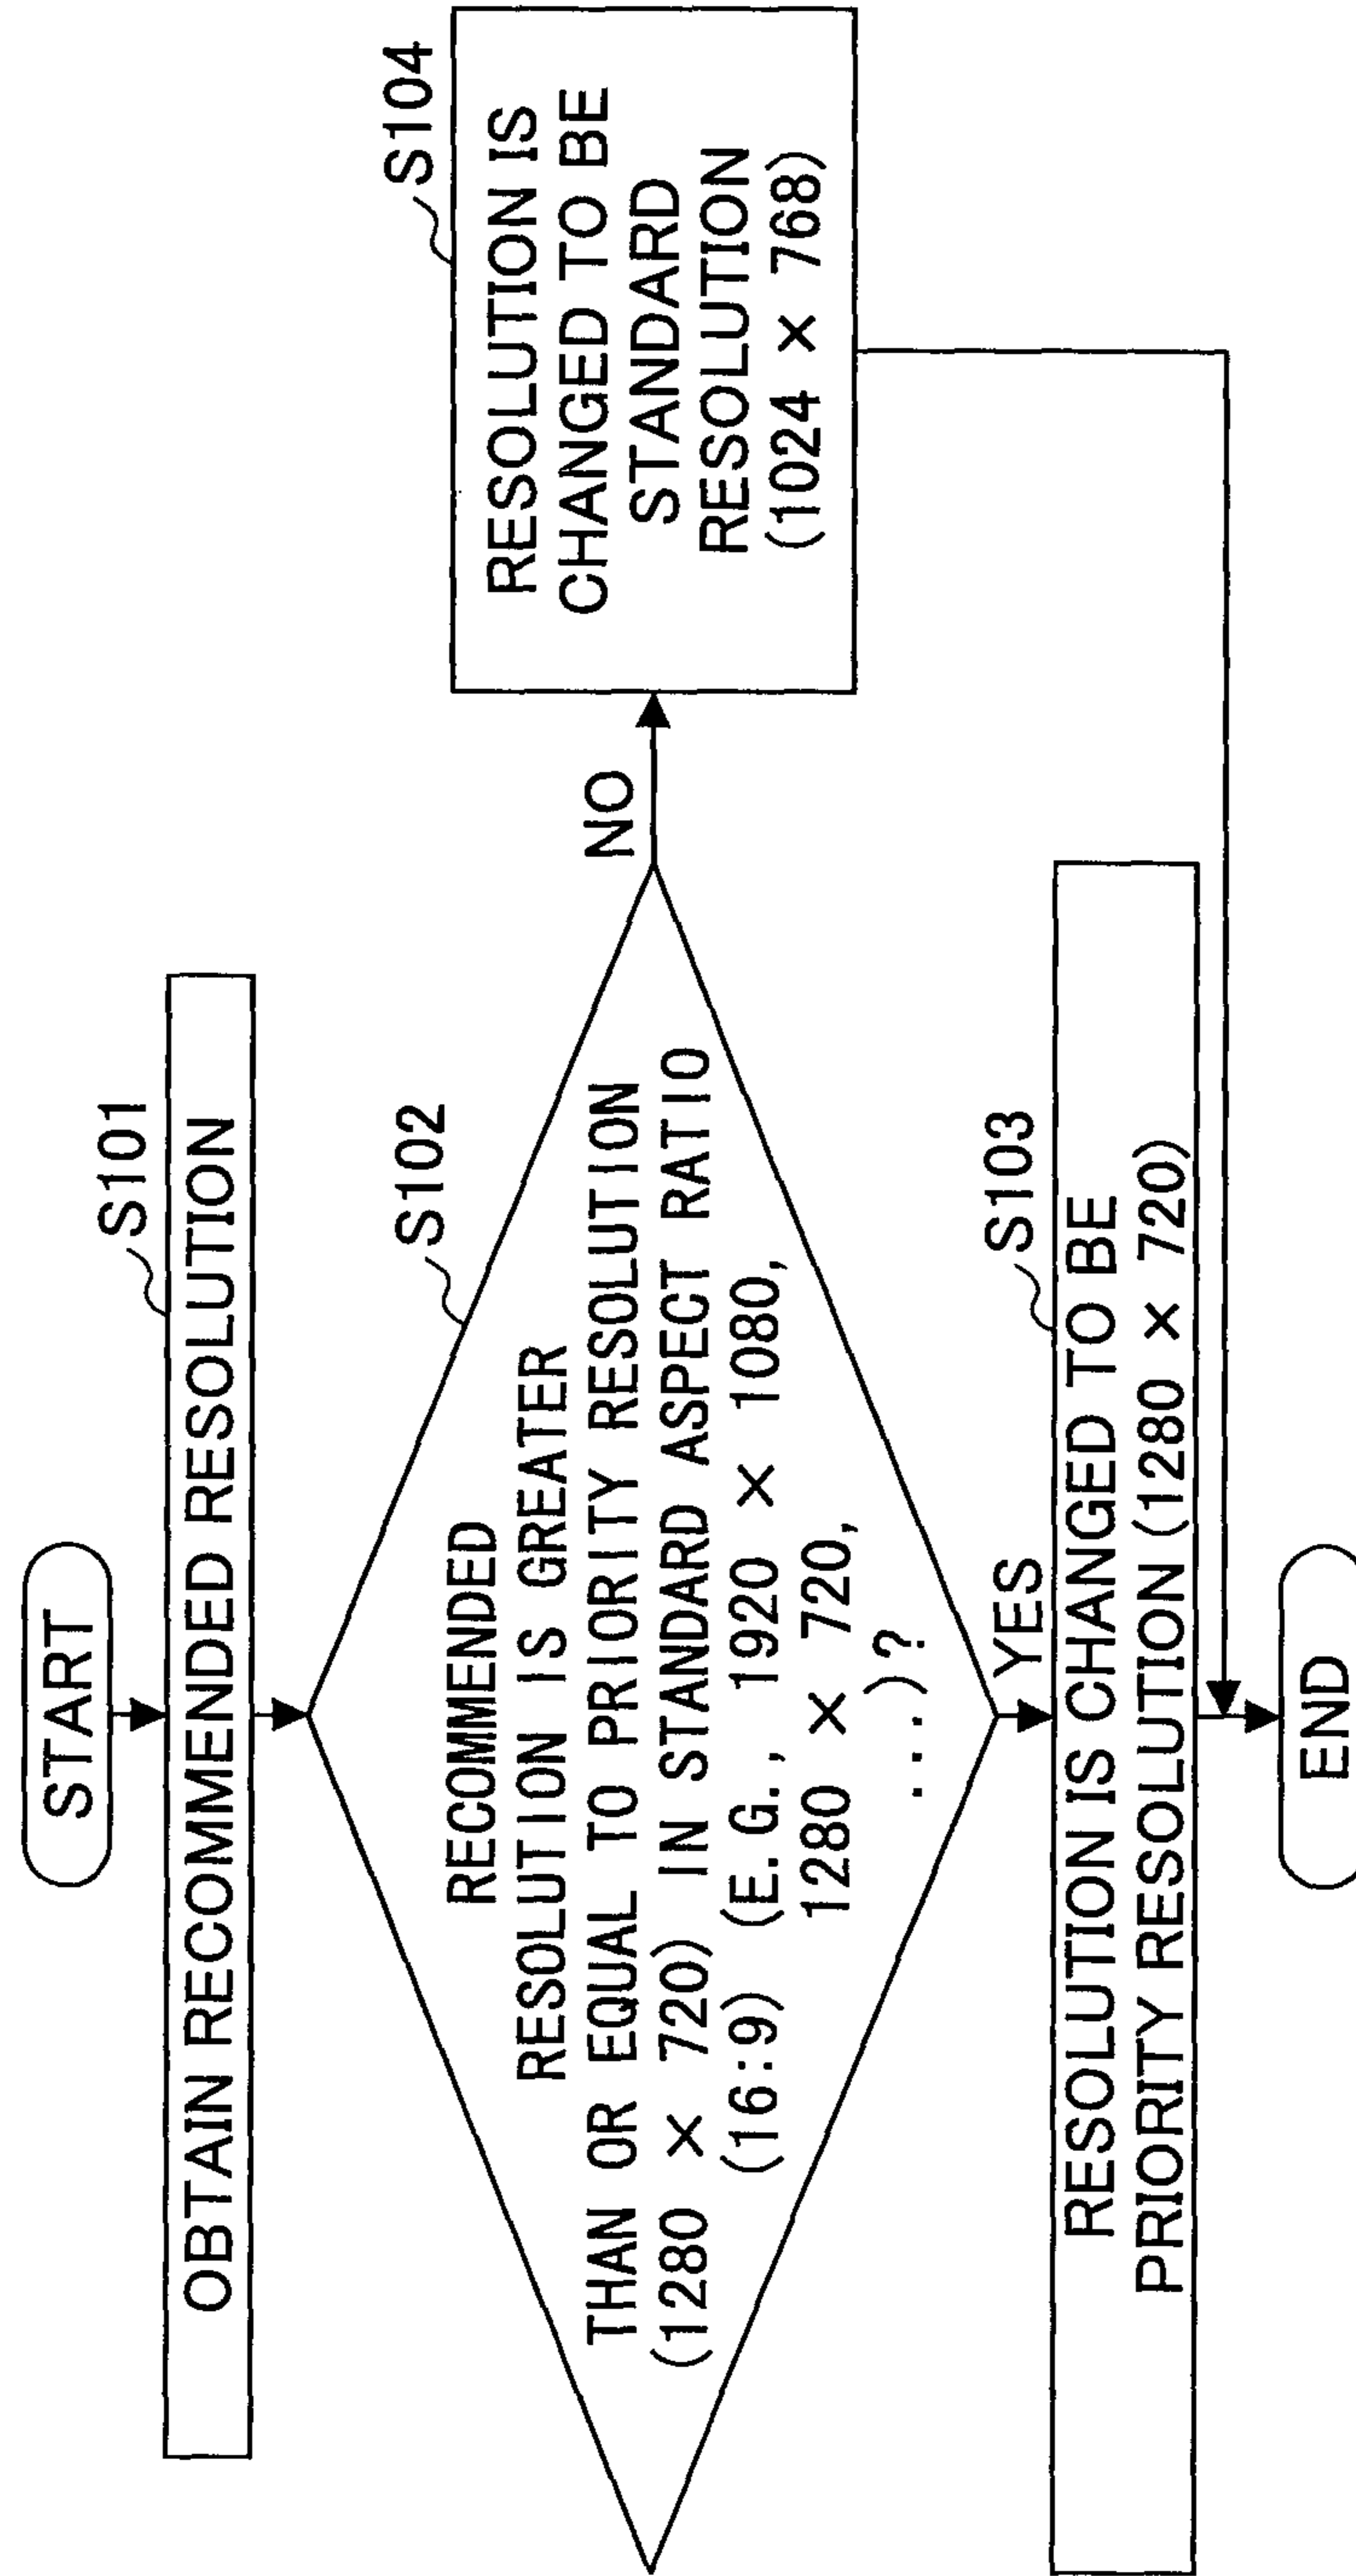 START
S101
OBTAIN RECOMMENDED RESOLUTION
S102
RECOMMENDED
RESOLUTION IS GREATER
THAN OR EQUAL TO PRIORITY RESOLUTION
(1280 × 720) IN STANDARD ASPECT RATIO
(16:9) (E.G., 1920 × 1080,
1280 × 720,
...)?
NO
S104
RESOLUTION IS
CHANGED TO BE
STANDARD
RESOLUTION
(1024 × 768)
YES
S103
RESOLUTION IS CHANGED TO BE
PRIORITY RESOLUTION (1280 × 720)
END